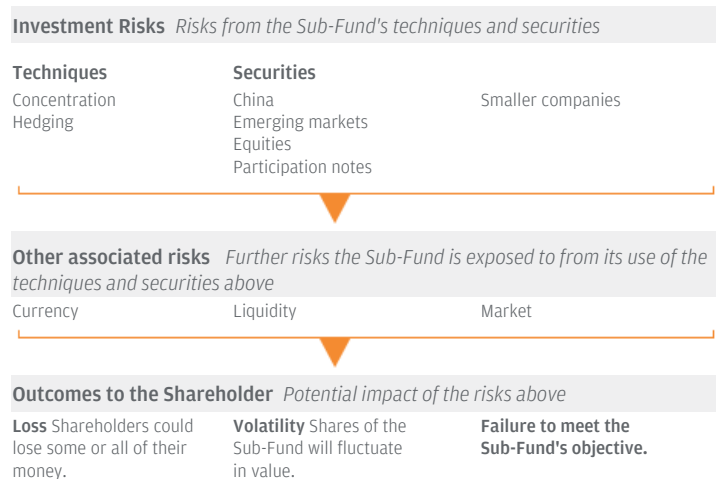 Investment Risks Risks from the Sub-Fund's techniques and securities
Techniques
Concentration
Hedging
Securities
China
Emerging markets
Equities
Participation notes
Smaller companies
Other associated risks Further risks the Sub-Fund is exposed to from its use of the
techniques and securities above
Currency
Liquidity
Market
Outcomes to the Shareholder Potential impact of the risks above
Loss Shareholders could
lose some or all of their
money.
Volatility Shares of the
Sub-Fund will fluctuate
in value.
Failure to meet the
Sub-Fund's objective.